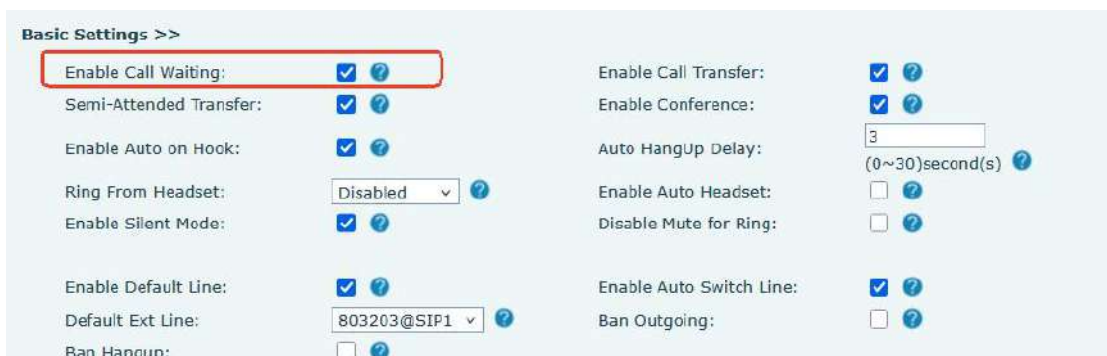 Basic Settings >>
Enable Call Waiting: ? Enable Call Transfer: ?
Semi-Attended Transfer: ? Enable Conference: ?
Enable Auto on Hook: ? Auto HangUp Delay: 3
(0~30)second(s) ?
Ring From Headset: Disabled ? Enable Auto Headset: ?
Enable Silent Mode: ? Disable Mute for Ring: ?
Enable Default Line: ? Enable Auto Switch Line: ?
Default Ext Line: 803203@SIP1 ? Ban Outgoing: ?
Ban Hangup: ?